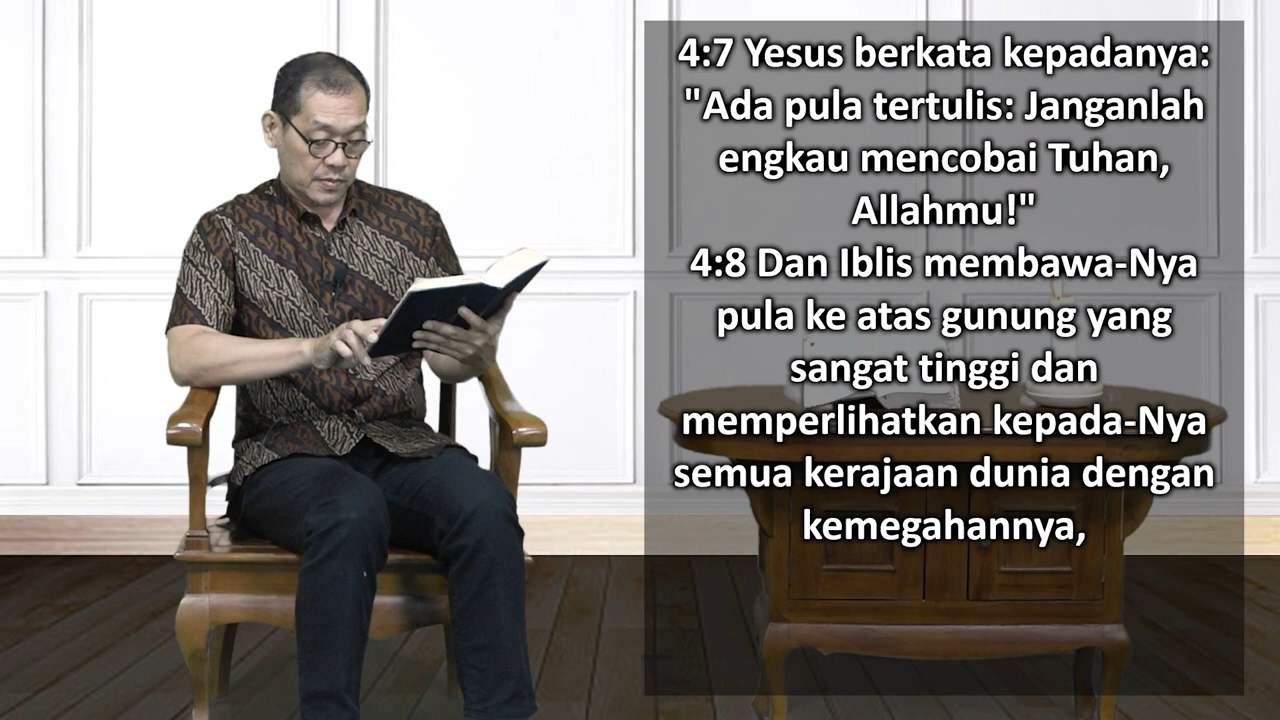 4:7 Yesus berkata kepadanya:
"Ada pula tertulis: Janganlah
engkau mencobai Tuhan,
Allahmu!"
4:8 Dan Iblis membawa-Nya
pula ke atas gunung yang
sangat tinggi dan
memperlihatkan kepada-Nya
semua kerajaan dunia dengan
kemegahannya,